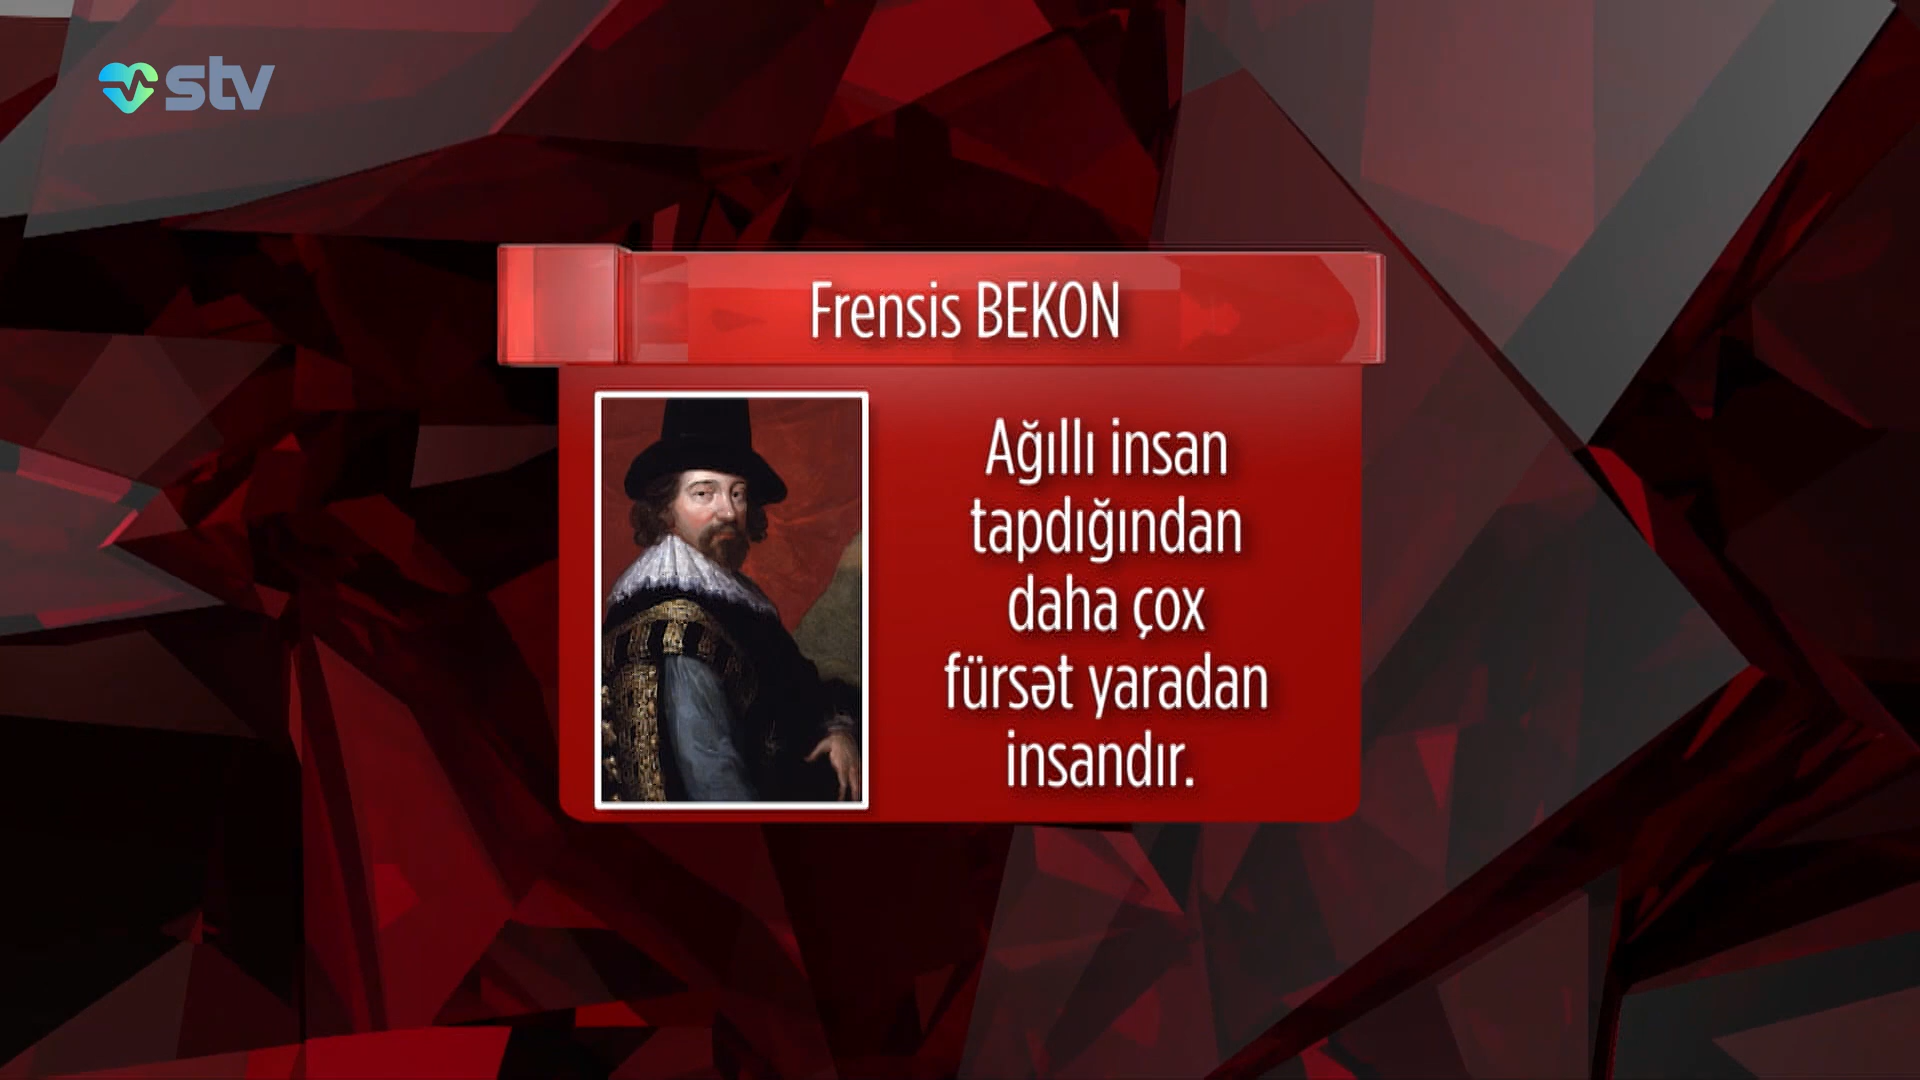 stv
Frensis BEKON
Ağıllı insan
tapdığından
daha çox
fürsət yaradan
insandır.